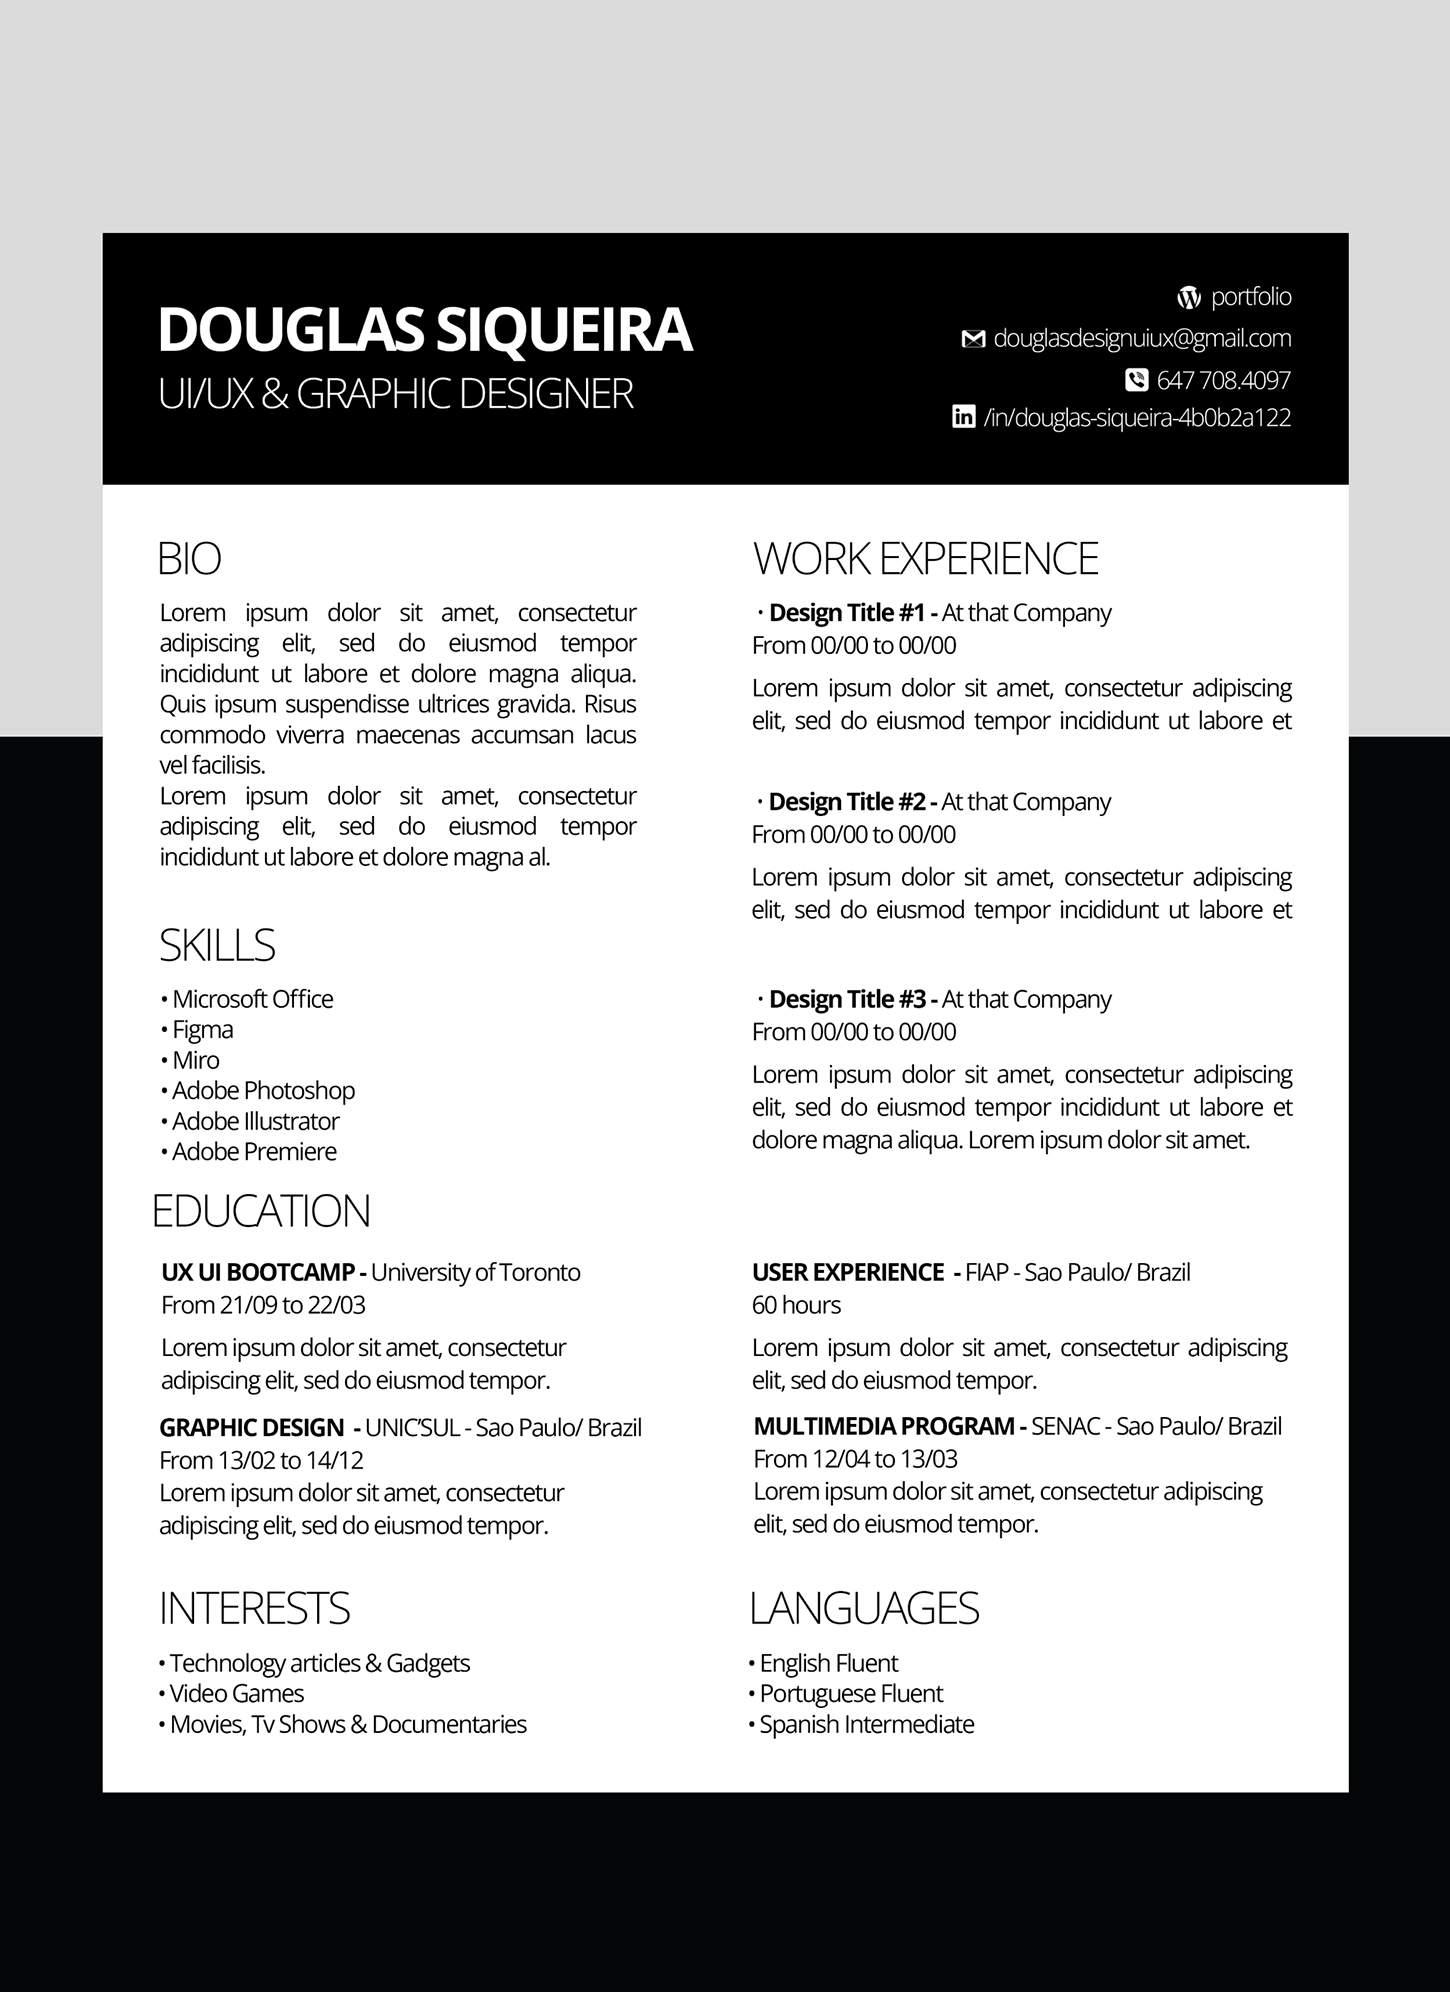 DOUGLAS SIQUEIRA
UI/UX & GRAPHIC DESIGNER
portfolio
douglasdesignuiux@gmail.com
647 708.4097
in /in/douglas-siqueira-4b0b2a122
BIO
Lorem ipsum dolor sit amet, consectetur
adipiscing elit, sed do eiusmod tempor
incididunt ut labore et dolore magna aliqua.
Quis ipsum suspendisse ultrices gravida. Risus
commodo viverra maecenas accumsan lacus
vel facilisis.
Lorem ipsum dolor sit amet, consectetur
adipiscing elit, sed do eiusmod tempor
incididunt ut labore et dolore magna al.
SKILLS
• Microsoft Office
• Figma
• Miro
• Adobe Photoshop
• Adobe Illustrator
• Adobe Premiere
WORK EXPERIENCE
· Design Title #1 - At that Company
From 00/00 to 00/00
Lorem ipsum dolor sit amet, consectetur adipiscing
elit, sed do eiusmod tempor incididunt ut labore et
· Design Title #2 - At that Company
From 00/00 to 00/00
Lorem ipsum dolor sit amet, consectetur adipiscing
elit, sed do eiusmod tempor incididunt ut labore et
· Design Title #3 - At that Company
From 00/00 to 00/00
Lorem ipsum dolor sit amet, consectetur adipiscing
elit, sed do eiusmod tempor incididunt ut labore et
dolore magna aliqua. Lorem ipsum dolor sit amet.
EDUCATION
UX UI BOOTCAMP - University of Toronto
From 21/09 to 22/03
Lorem ipsum dolor sit amet, consectetur
adipiscing elit, sed do eiusmod tempor.
GRAPHIC DESIGN - UNIC'SUL - Sao Paulo/ Brazil
From 13/02 to 14/12
Lorem ipsum dolor sit amet, consectetur
adipiscing elit, sed do eiusmod tempor.
USER EXPERIENCE - FIAP - Sao Paulo/ Brazil
60 hours
Lorem ipsum dolor sit amet, consectetur adipiscing
elit, sed do eiusmod tempor.
MULTIMEDIA PROGRAM - SENAC - Sao Paulo/ Brazil
From 12/04 to 13/03
Lorem ipsum dolor sit amet, consectetur adipiscing
elit, sed do eiusmod tempor.
INTERESTS
• Technology articles & Gadgets
• Video Games
• Movies, Tv Shows & Documentaries
LANGUAGES
• English Fluent
• Portuguese Fluent
• Spanish Intermediate